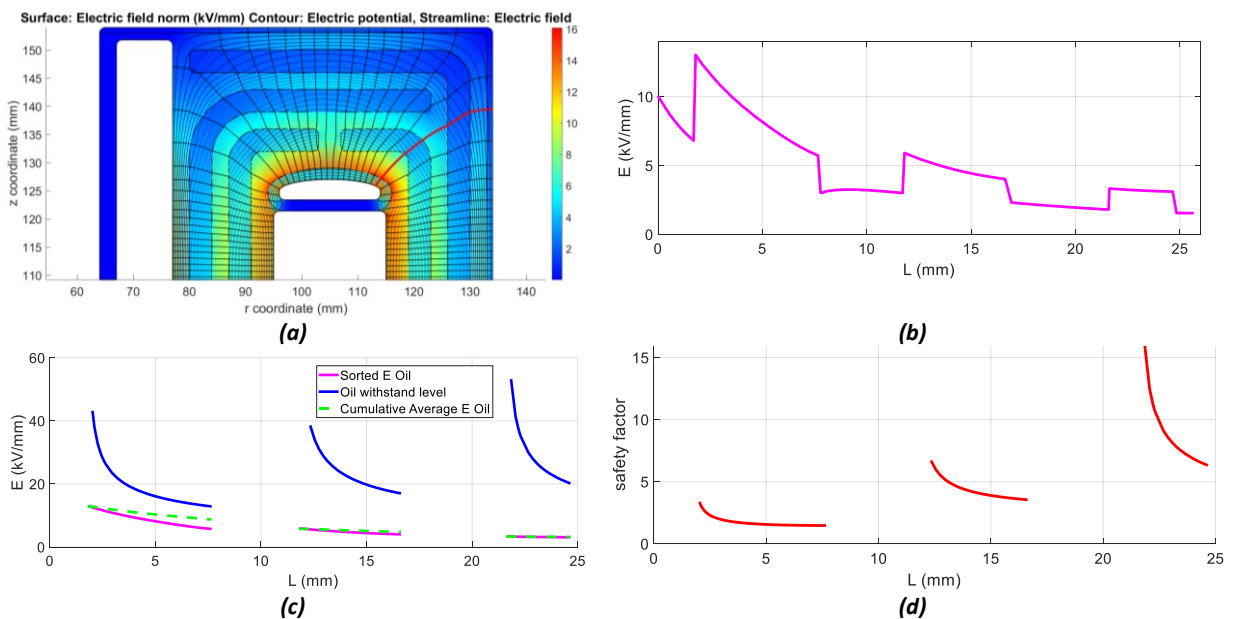 Surface: Electric field norm (kV/mm) Contour: Electric potential, Streamline: Electric field
z coordinate (mm)
150
145
140
135
130
125
120
115
110
60 70 80 90 100 110 120 130 140
r coordinate (mm)
16
14
12
10
8
6
4
2
(a)
E (kV/mm)
10
5
0
0 5 10 15 20 25
L (mm)
(b)
E (kV/mm)
60
40
20
0
Sorted E Oil
Oil withstand level
Cumulative Average E Oil
0 5 10 15 20 25
L (mm)
(c)
safety factor
15
10
5
0
0 5 10 15 20 25
L (mm)
(d)